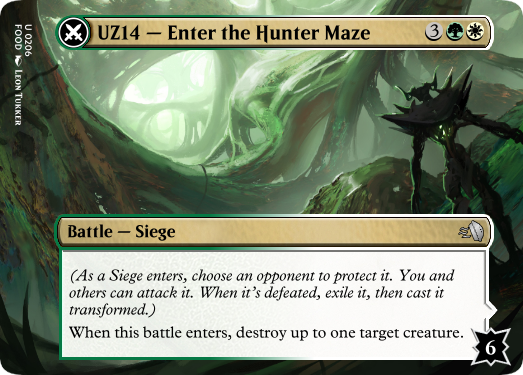 UZ14 — Enter the Hunter Maze 3
Battle — Siege
(As a Siege enters, choose an opponent to protect it. You and
others can attack it. When it's defeated, exile it, then cast it
transformed.)
When this battle enters, destroy up to one target creature.
6
U 0206
FOOD Leon Tukker